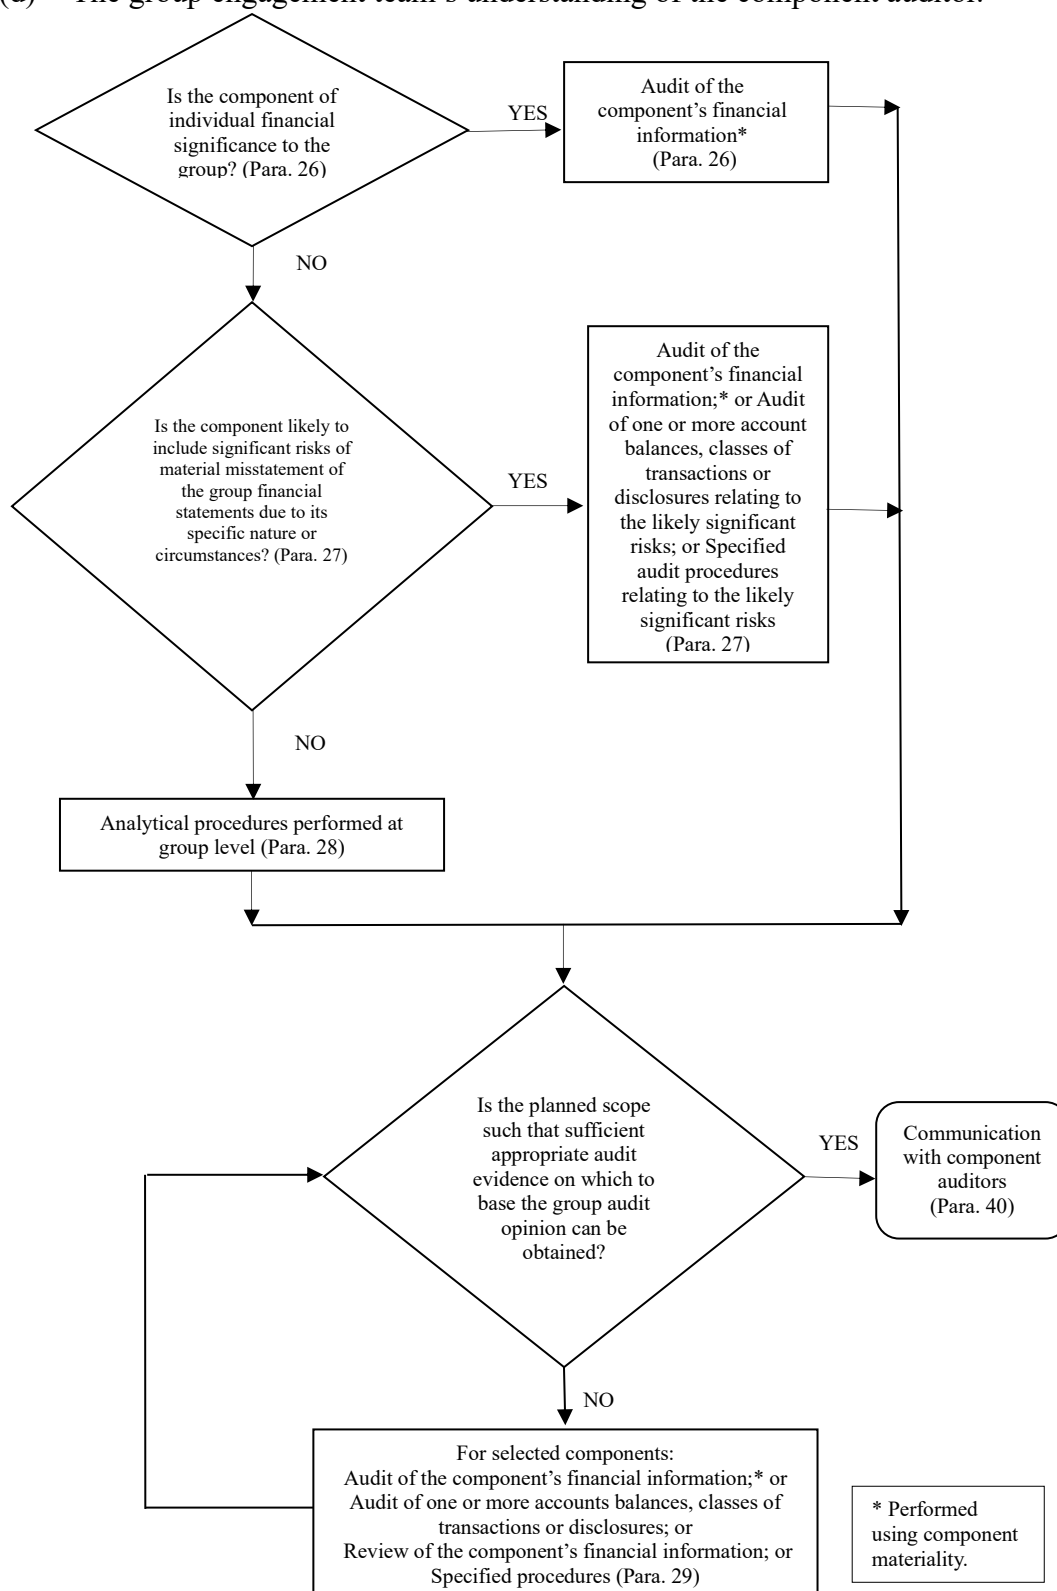 (d) The group engagement team's understanding of the component auditor.
Is the component of
individual financial
significance to the
group? (Para. 26)
YES
Audit of the
component's financial
information*
(Para. 26)
NO
Is the component likely to
include significant risks of
material misstatement of
the group financial
statements due to its
specific nature or
circumstances? (Para. 27)
YES
Audit of the
component's financial
information;* or Audit
of one or more account
balances, classes of
transactions or
disclosures relating to
the likely significant
risks; or Specified
audit procedures
relating to the likely
significant risks
(Para. 27)
NO
Analytical procedures performed at
group level (Para. 28)
Is the planned scope
such that sufficient
appropriate audit
evidence on which to
base the group audit
opinion can be
obtained?
YES
Communication
with component
auditors
(Para. 40)
NO
For selected components:
Audit of the component's financial information;* or
Audit of one or more accounts balances, classes of
transactions or disclosures; or
Review of the component's financial information; or
Specified procedures (Para. 29)
* Performed
using component
materiality.